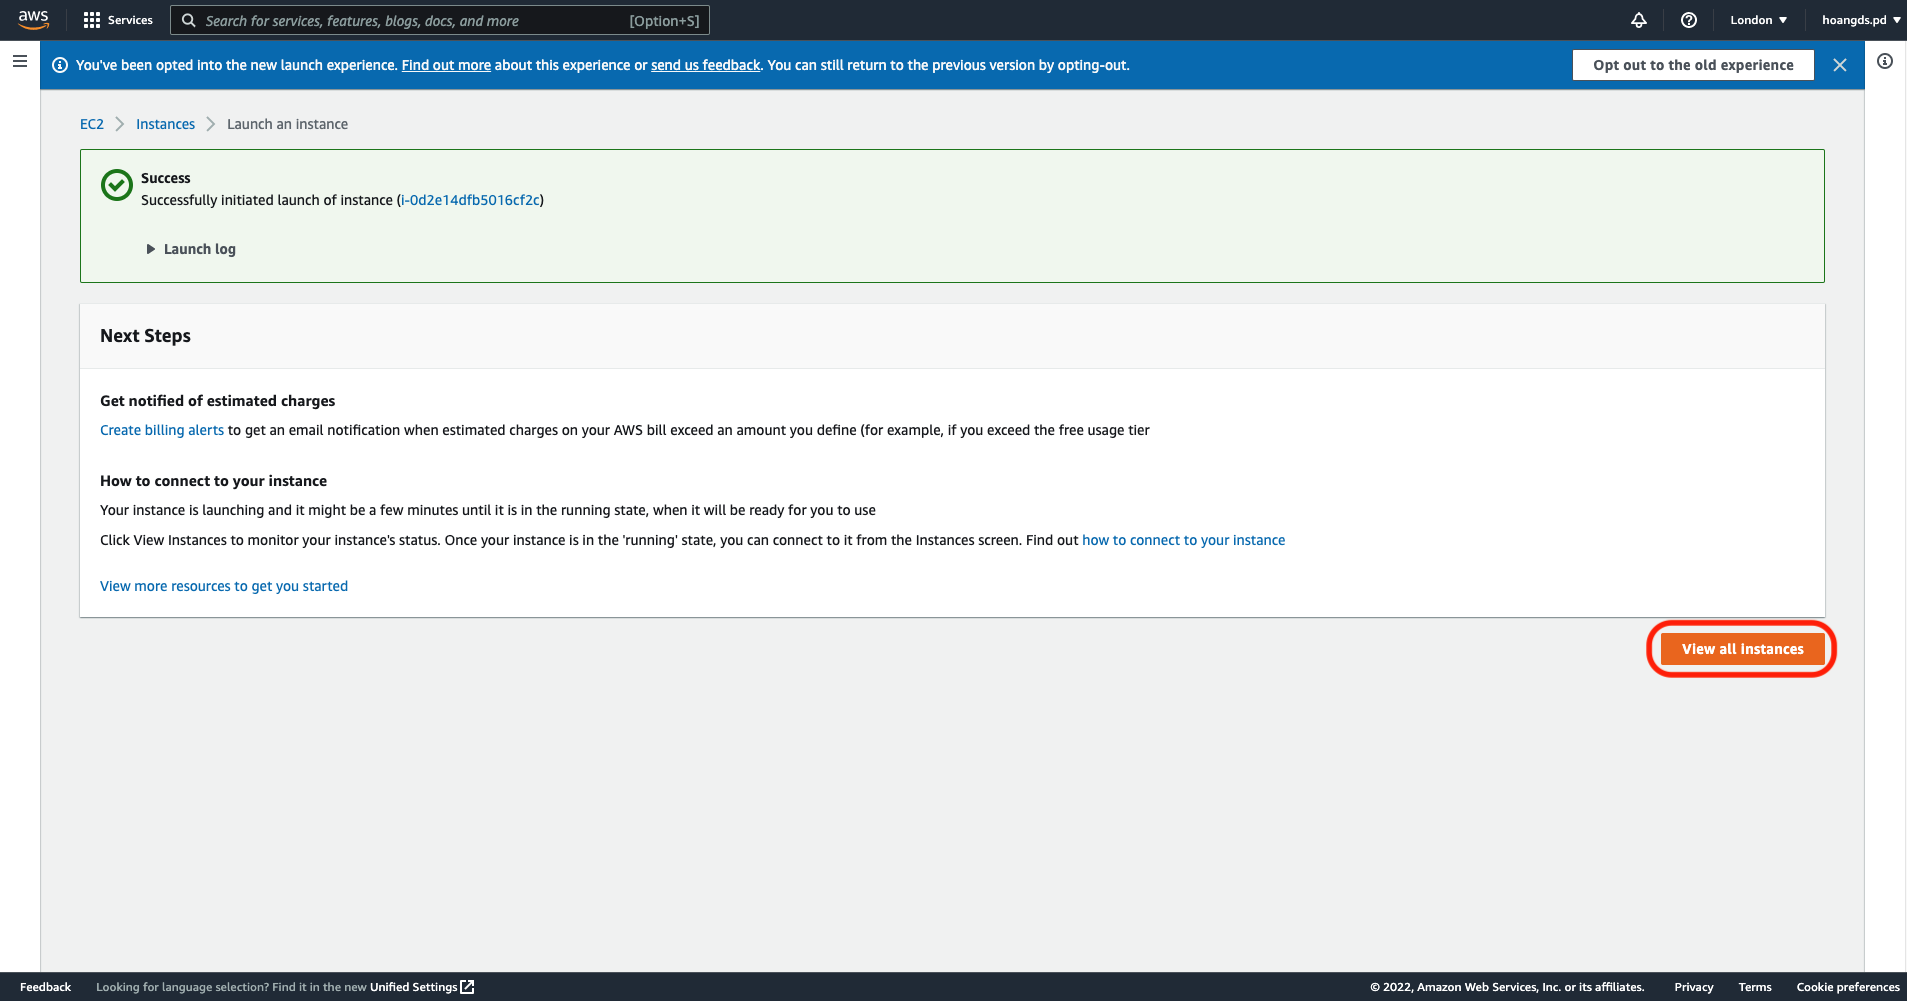 aws Services Search for services, features, blogs, docs, and more [Option+S] London hoangds.pd
You've been opted into the new launch experience. Find out more about this experience or send us feedback. You can still return to the previous version by opting-out. Opt out to the old experience
EC2 Instances Launch an instance
Success
Successfully initiated launch of instance (i-0d2e14dfb5016cf2c)
Launch log
Next Steps
Get notified of estimated charges
Create billing alerts to get an email notification when estimated charges on your AWS bill exceed an amount you define (for example, if you exceed the free usage tier
How to connect to your instance
Your instance is launching and it might be a few minutes until it is in the running state, when it will be ready for you to use
Click View Instances to monitor your instance's status. Once your instance is in the 'running' state, you can connect to it from the Instances screen. Find out how to connect to your instance
View more resources to get you started
View all instances
Feedback Looking for language selection? Find it in the new Unified Settings © 2022, Amazon Web Services, Inc. or its affiliates. Privacy Terms Cookie preferences